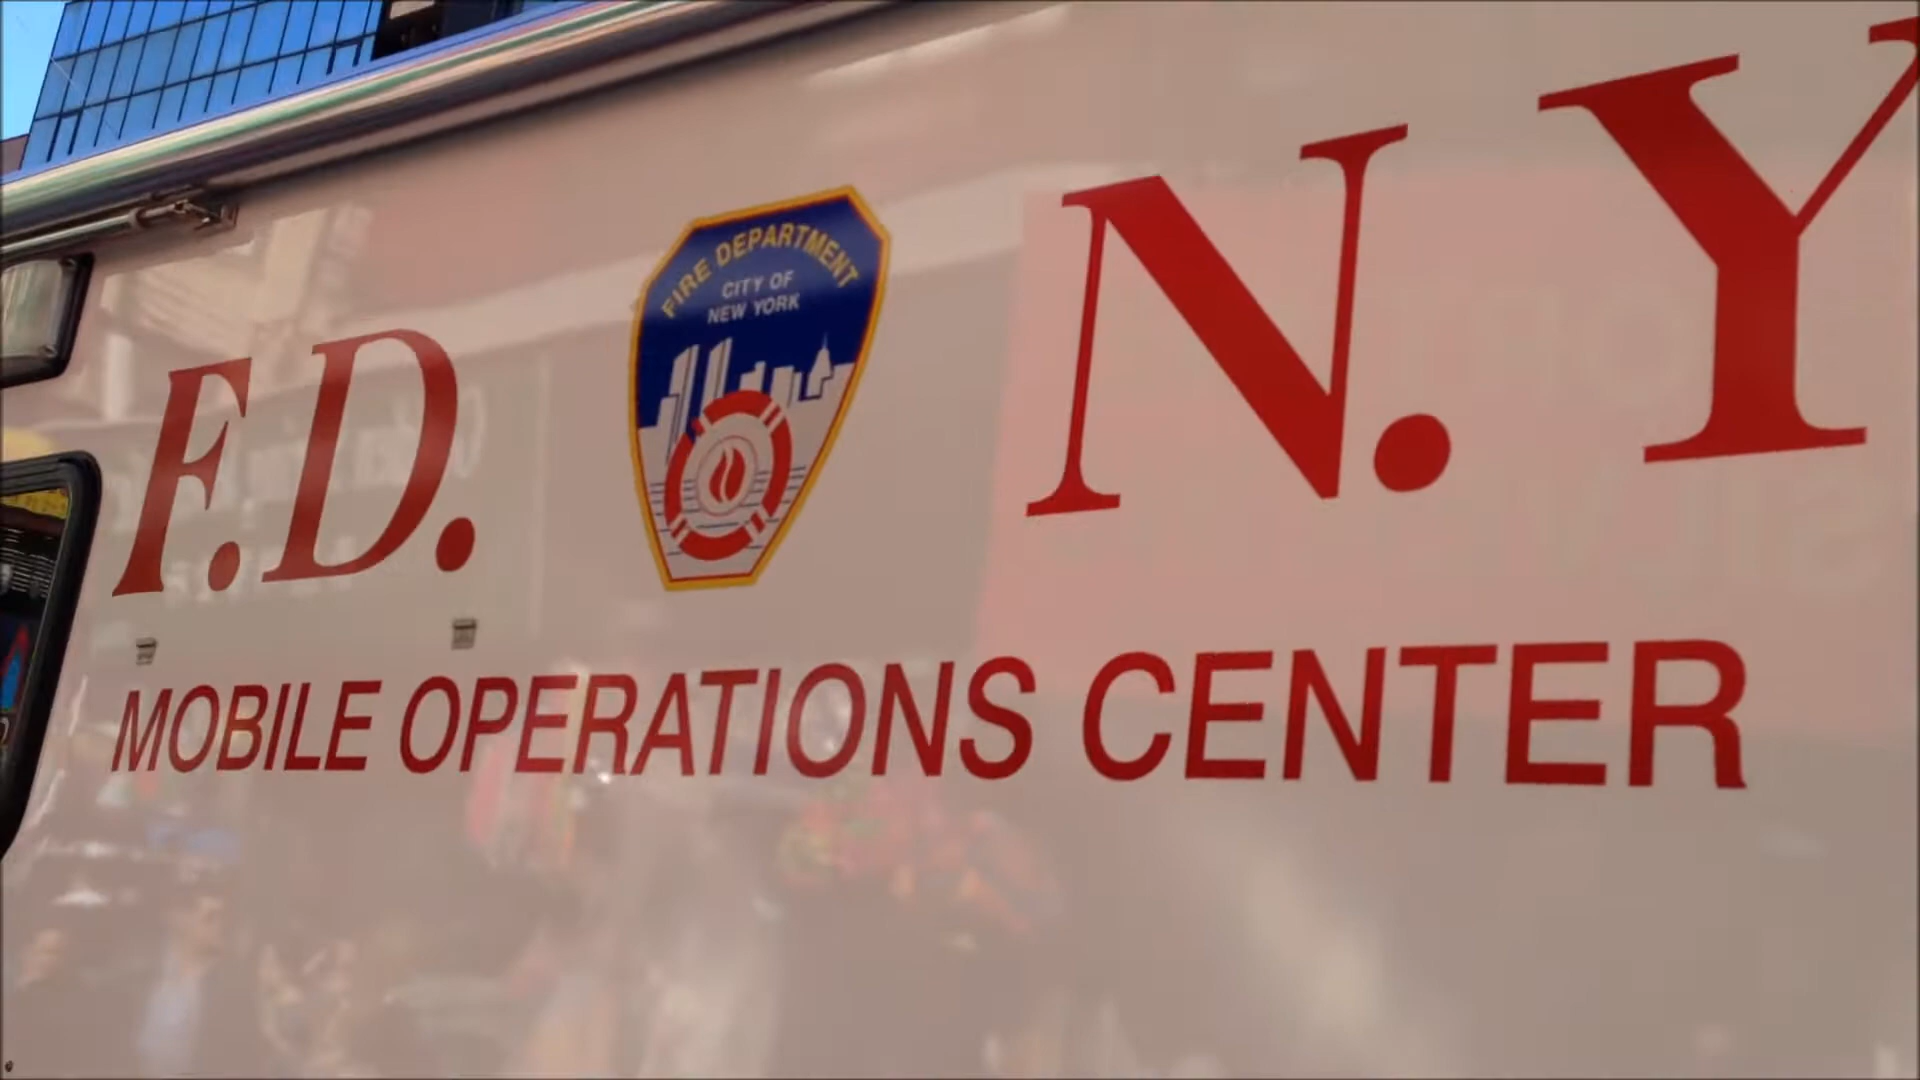 F.D. N.Y
FIRE DEPARTMENT
CITY OF
NEW YORK
MOBILE OPERATIONS CENTER